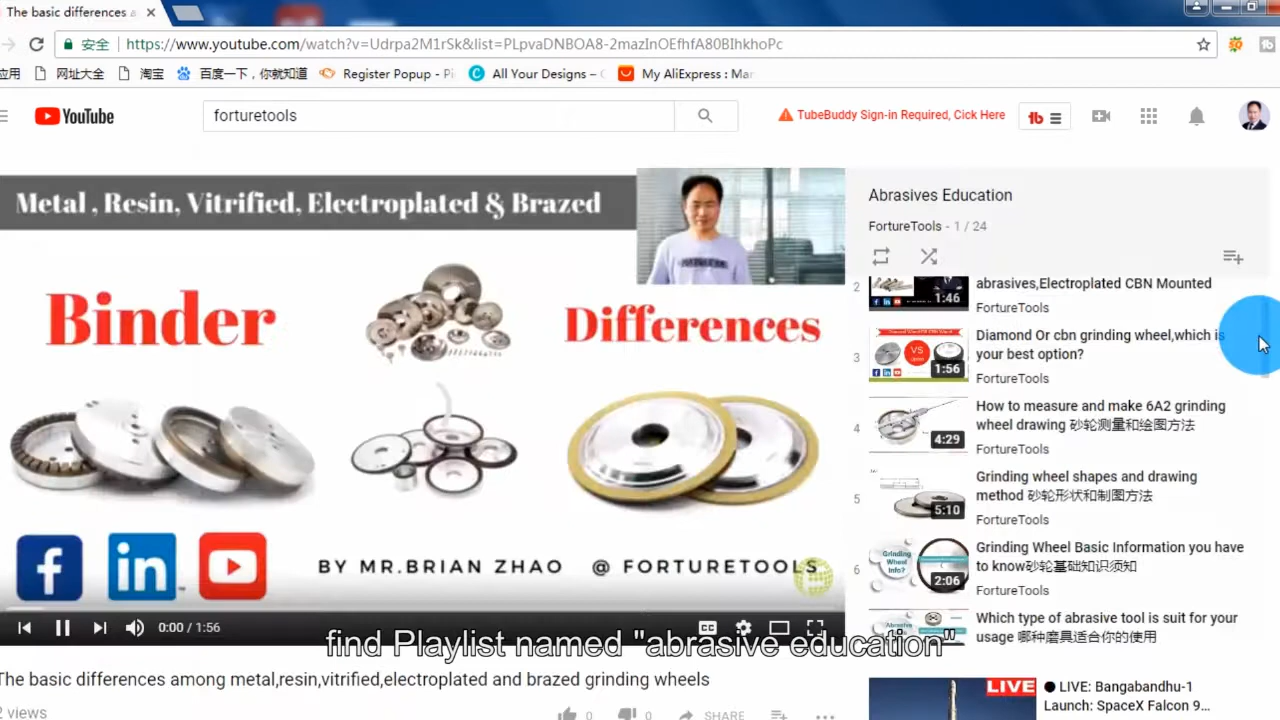 The basic differences a
安全
https://www.youtube.com/watch?v=Udrpa2M1rSk&list=PLpvaDNBOA8-2mazInOEfhfA80BIhkhoPc
应用
网址大全
淘宝
百度一下，你就知道
Register Popup - Pi
All Your Designs –
My AliExpress : Mar
YouTube
forturetools
TubeBuddy Sign-in Required, Cick Here
tb
Metal , Resin, Vitrified, Electroplated & Brazed
Binder
Differences
BY MR.BRIAN ZHAO @ FORTURETOOLS
0:00 / 1:56
CC
find Playlist named "abrasive education"
The basic differences among metal,resin,vitrified,electroplated and brazed grinding wheels
2 views
0
0
SHARE
Abrasives Education
FortureTools - 1 / 24
2
1:46
abrasives,Electroplated CBN Mounted
FortureTools
3
VS
1:56
Diamond Or cbn grinding wheel,which is
your best option?
FortureTools
4
4:29
How to measure and make 6A2 grinding
wheel drawing 砂轮测量和绘图方法
FortureTools
5
5:10
Grinding wheel shapes and drawing
method 砂轮形状和制图方法
FortureTools
6
Grinding
Wheel
Info?
2:06
Grinding Wheel Basic Information you have
to know砂轮基础知识须知
FortureTools
Which type of abrasive tool is suit for your
usage 哪种磨具适合你的使用
LIVE
LIVE: Bangabandhu-1
Launch: SpaceX Falcon 9...